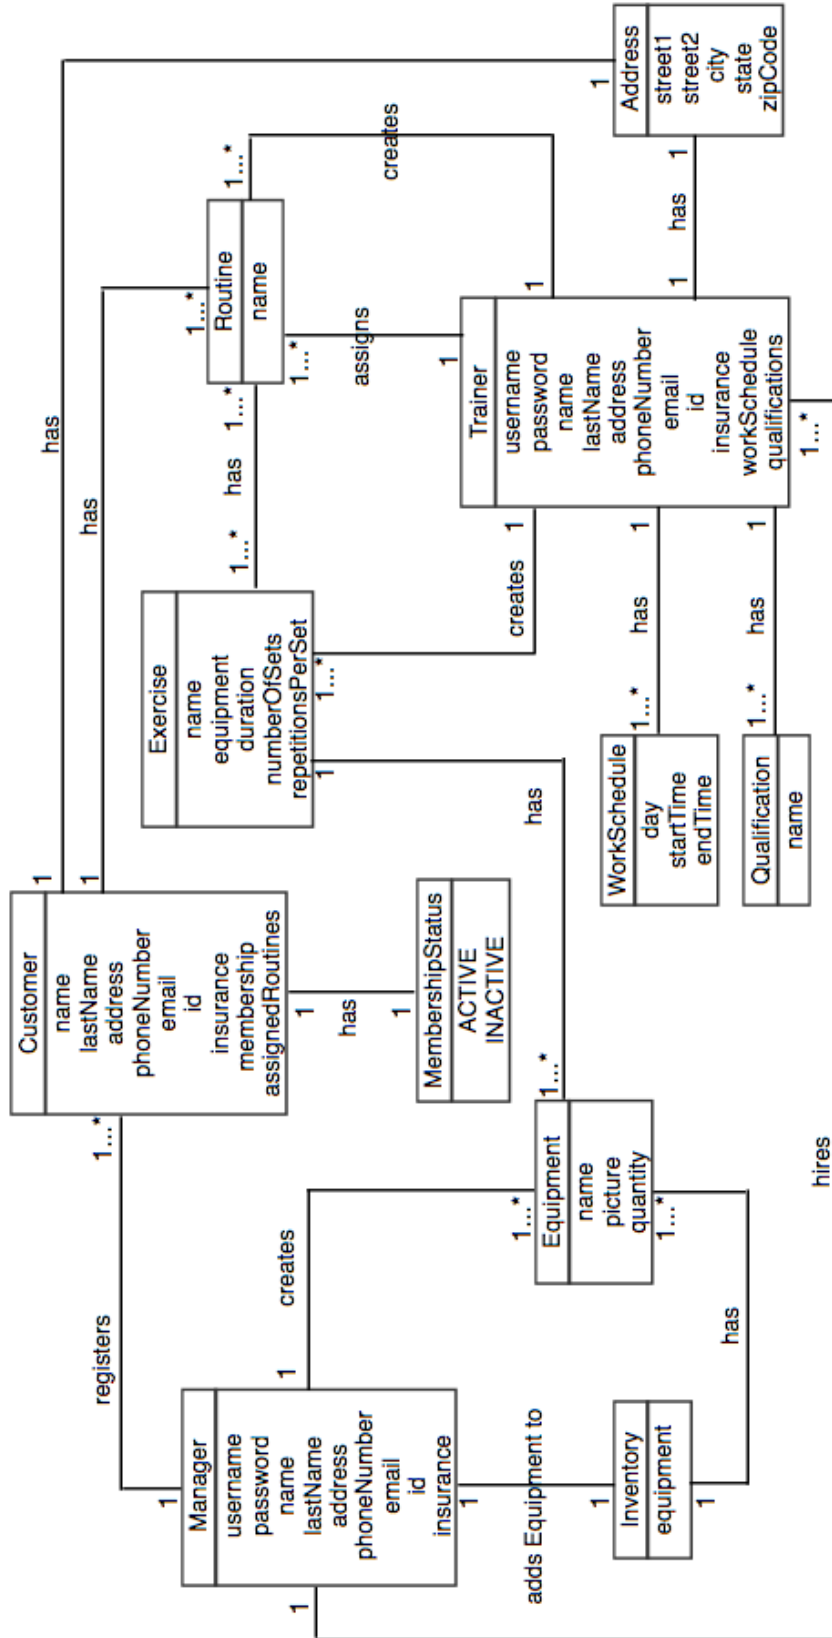 Manager
username
password
name
lastName
address
phoneNumber
email
id
insurance
1
registers
1...*
1
creates
1...*
1
adds Equipment to
1
1
hires
1...*
Inventory
equipment
1
has
1...*
Customer
name
lastName
address
phoneNumber
email
id
insurance
membership
assignedRoutines
1
has
1
1
has
1...*
1
has
1
MembershipStatus
ACTIVE
INACTIVE
Equipment
name
picture
quantity
1...*
has
1
Exercise
name
equipment
duration
numberOfSets
repetitionsPerSet
1...*
has
1...*
1...*
creates
1
Routine
name
1...*
assigns
1
1...*
creates
1
WorkSchedule
day
startTime
endTime
1...*
has
1
Qualification
name
1...*
has
1
Trainer
username
password
name
lastName
address
phoneNumber
email
id
insurance
workSchedule
qualifications
1
has
1
Address
street1
street2
city
state
zipCode